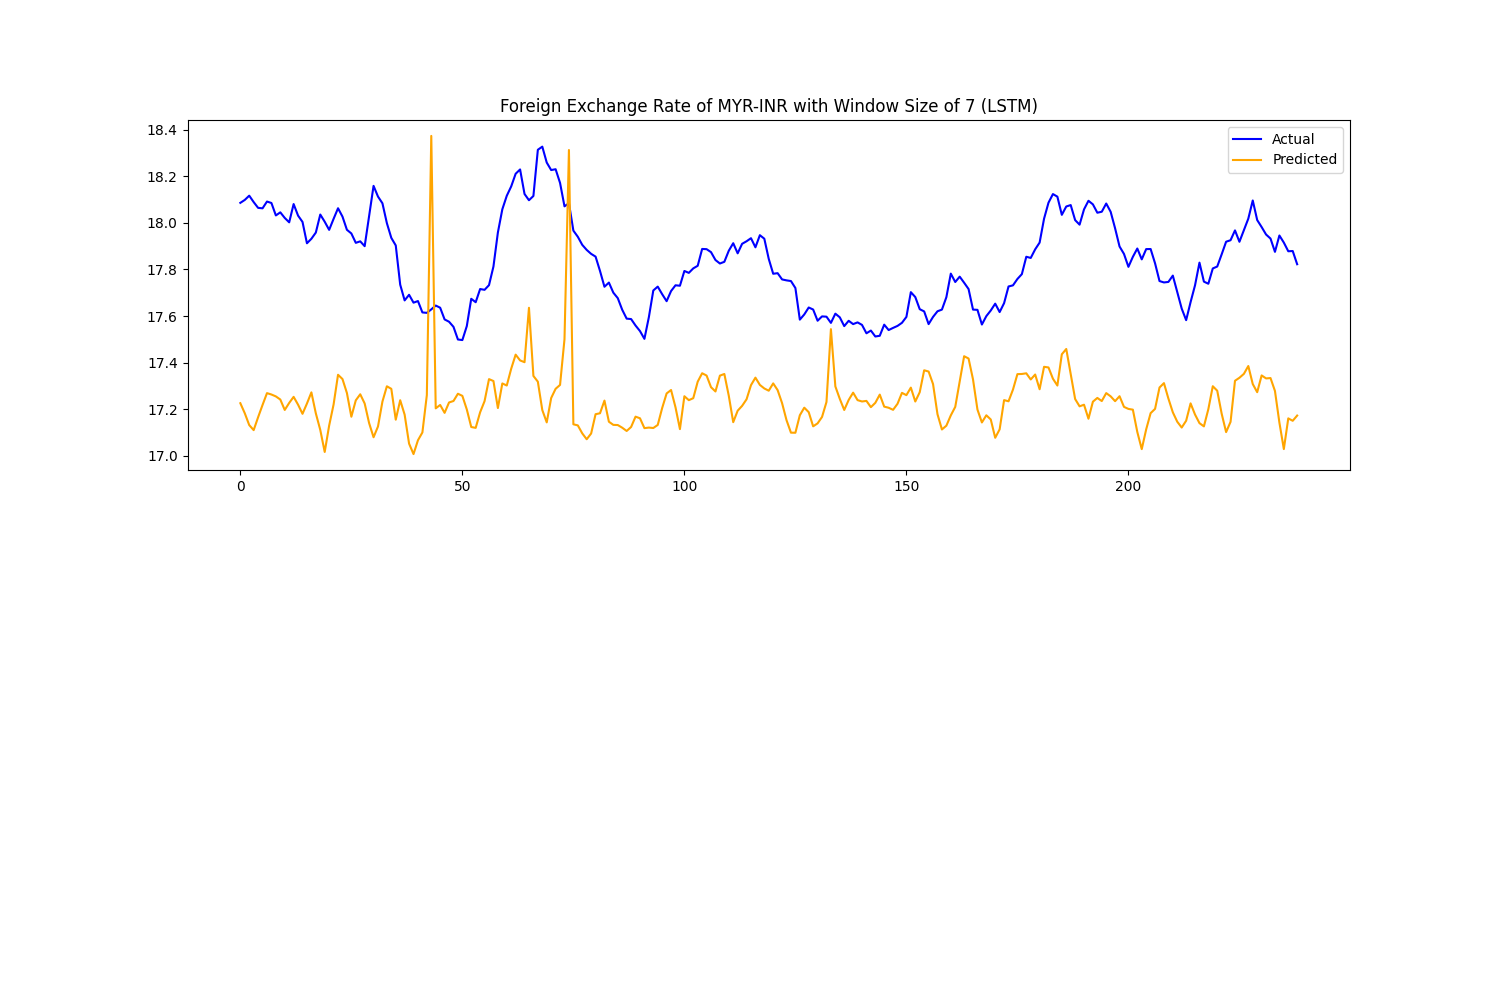 Foreign Exchange Rate of MYR-INR with Window Size of 7 (LSTM)
Actual
Predicted
18.4
18.2
18.0
17.8
17.6
17.4
17.2
17.0
0 50 100 150 200